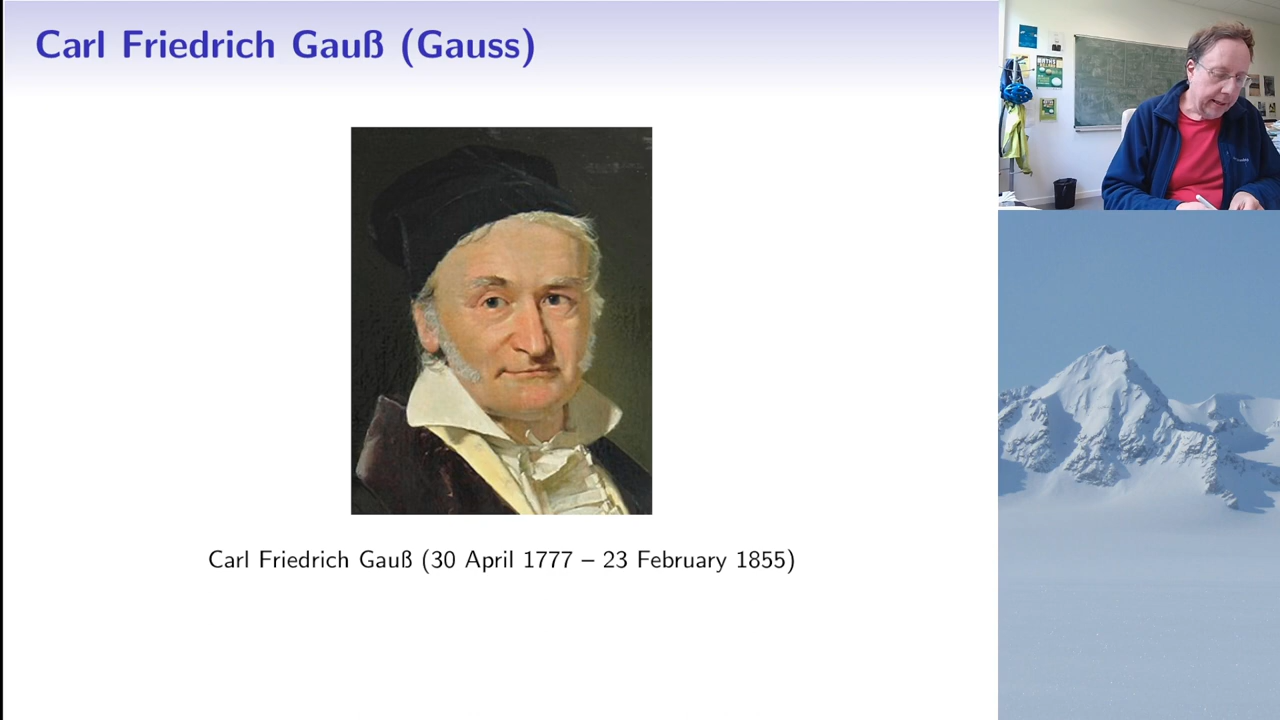 Carl Friedrich Gauß (Gauss)
Carl Friedrich Gauß (30 April 1777 – 23 February 1855)